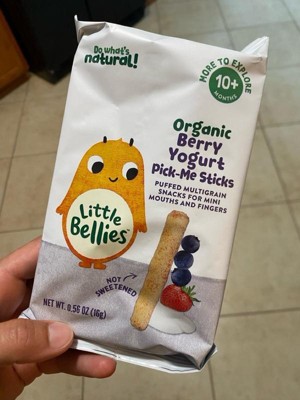 Do what's
natural!
MORE TO EXPLORE
10+
MONTHS
Organic
Berry
Yogurt
Pick-Me Sticks
PUFFED MULTIGRAIN
SNACKS FOR MINI
MOUTHS AND FINGERS
Little
Bellies™
NOT
SWEETENED
NET WT. 0.56 OZ (16g)